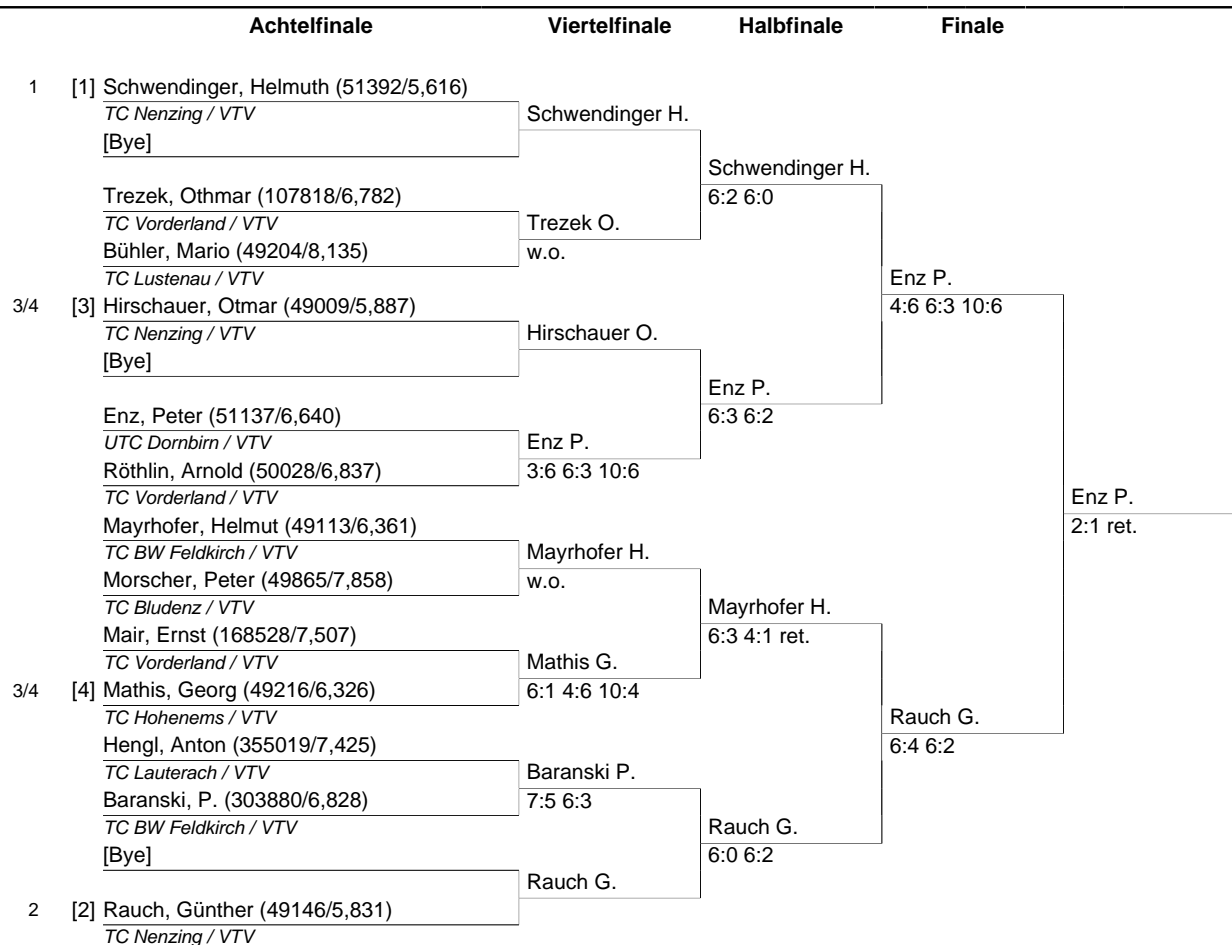 Achtelfinale Viertelfinale Halbfinale Finale
1 [1] Schwendinger, Helmuth (51392/5,616)
TC Nenzing / VTV Schwendinger H.
[Bye]
Schwendinger H.
Trezek, Othmar (107818/6,782) 6:2 6:0
TC Vorderland / VTV Trezek O.
Bühler, Mario (49204/8,135) w.o.
TC Lustenau / VTV Enz P.
3/4 [3] Hirschauer, Otmar (49009/5,887) 4:6 6:3 10:6
TC Nenzing / VTV Hirschauer O.
[Bye]
Enz P.
Enz, Peter (51137/6,640) 6:3 6:2
UTC Dornbirn / VTV Enz P.
Röthlin, Arnold (50028/6,837) 3:6 6:3 10:6
TC Vorderland / VTV Enz P.
Mayrhofer, Helmut (49113/6,361) 2:1 ret.
TC BW Feldkirch / VTV Mayrhofer H.
Morscher, Peter (49865/7,858) w.o.
TC Bludenz / VTV Mayrhofer H.
Mair, Ernst (168528/7,507) 6:3 4:1 ret.
TC Vorderland / VTV Mathis G.
3/4 [4] Mathis, Georg (49216/6,326) 6:1 4:6 10:4
TC Hohenems / VTV Rauch G.
Hengl, Anton (355019/7,425) 6:4 6:2
TC Lauterach / VTV Baranski P.
Baranski, P. (303880/6,828) 7:5 6:3
TC BW Feldkirch / VTV Rauch G.
[Bye] 6:0 6:2
Rauch G.
2 [2] Rauch, Günther (49146/5,831)
TC Nenzing / VTV